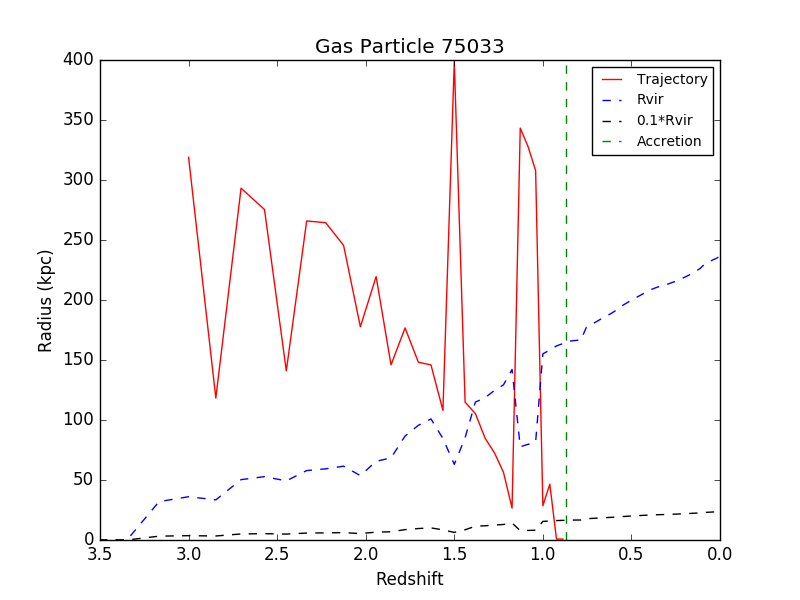 Gas Particle 75033
400
350
300
250
200
150
100
50
0
Radius (kpc)
3.5 3.0 2.5 2.0 1.5 1.0 0.5 0.0
Redshift
Trajectory
Rvir
0.1*Rvir
Accretion